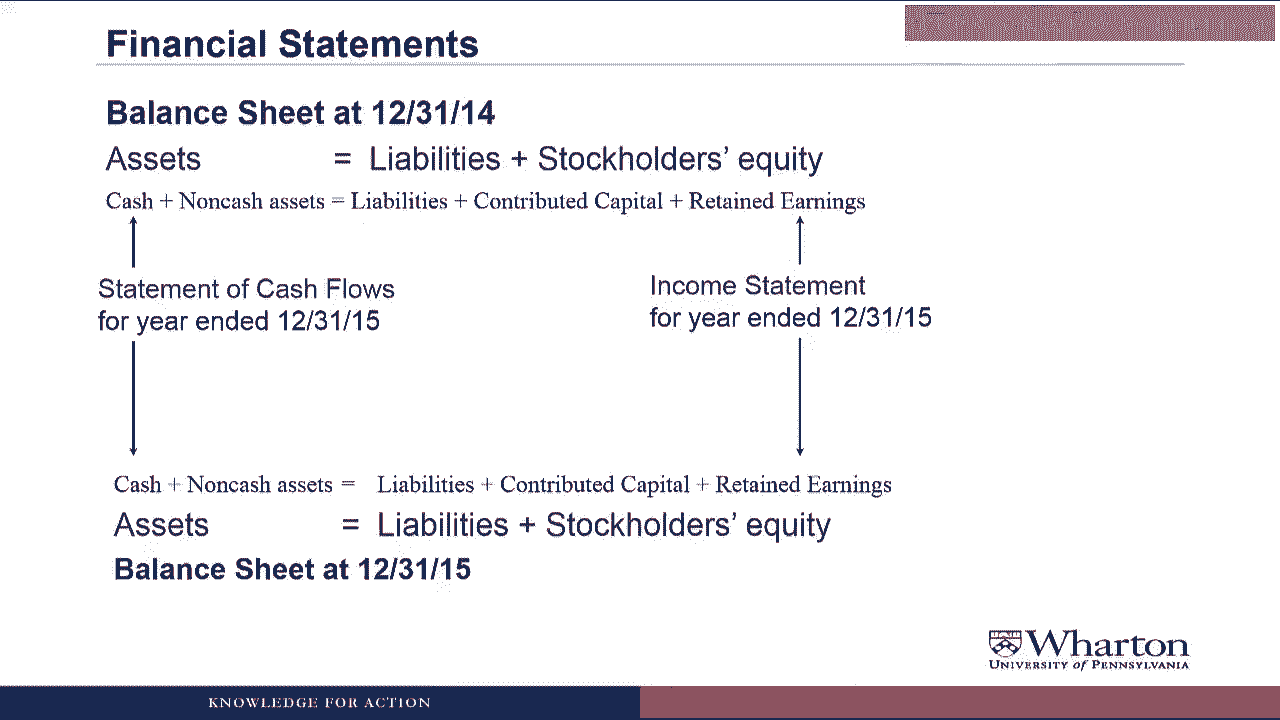 Financial Statements
Balance Sheet at 12/31/14
Assets = Liabilities + Stockholders’ equity
Cash + Noncash assets = Liabilities + Contributed Capital + Retained Earnings
Statement of Cash Flows
for year ended 12/31/15
Income Statement
for year ended 12/31/15
Cash + Noncash assets = Liabilities + Contributed Capital + Retained Earnings
Assets = Liabilities + Stockholders’ equity
Balance Sheet at 12/31/15
Wharton
UNIVERSITY of PENNSYLVANIA
KNOWLEDGE FOR ACTION